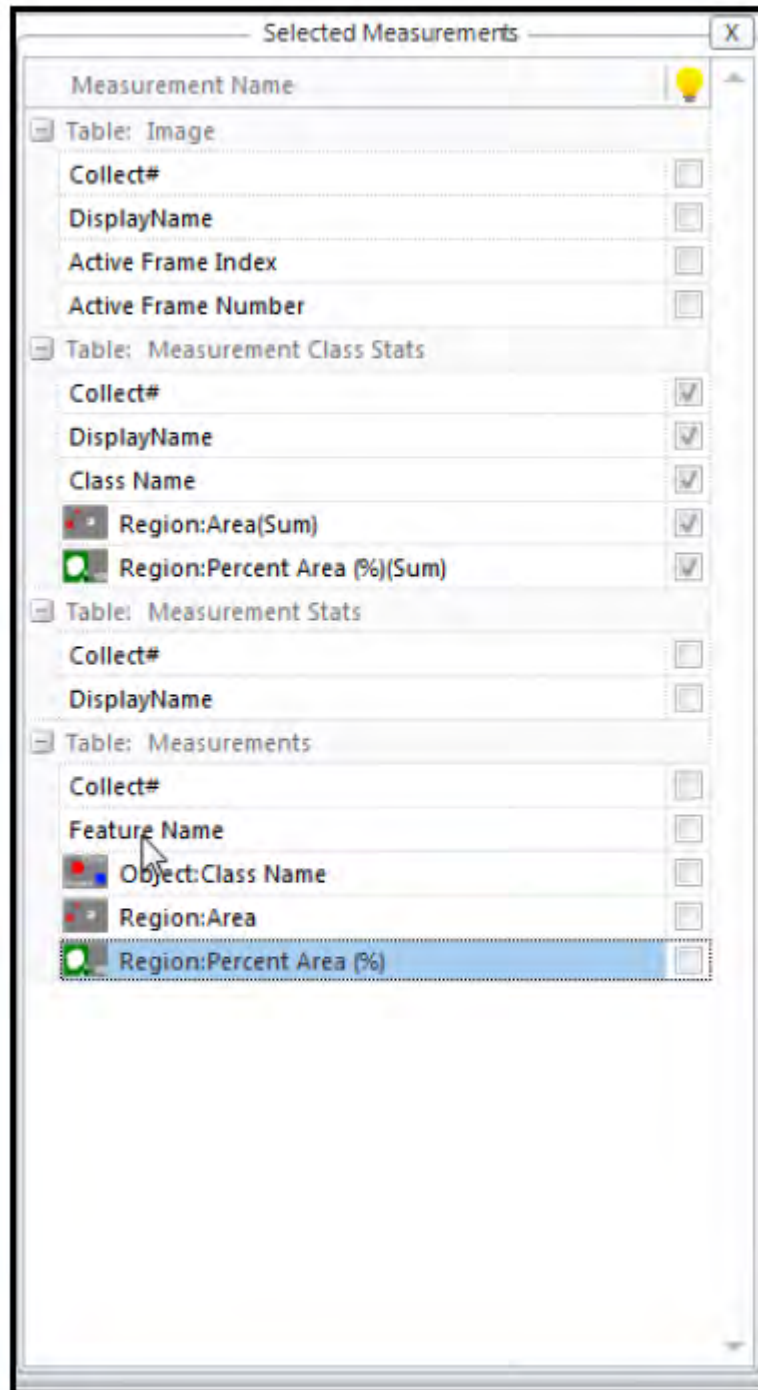 Selected Measurements X
Measurement Name
Table: Image
Collect#
DisplayName
Active Frame Index
Active Frame Number
Table: Measurement Class Stats
Collect#
DisplayName
Class Name
Region:Area(Sum)
Region:Percent Area (%)(Sum)
Table: Measurement Stats
Collect#
DisplayName
Table: Measurements
Collect#
Feature Name
Object:Class Name
Region:Area
Region:Percent Area (%)